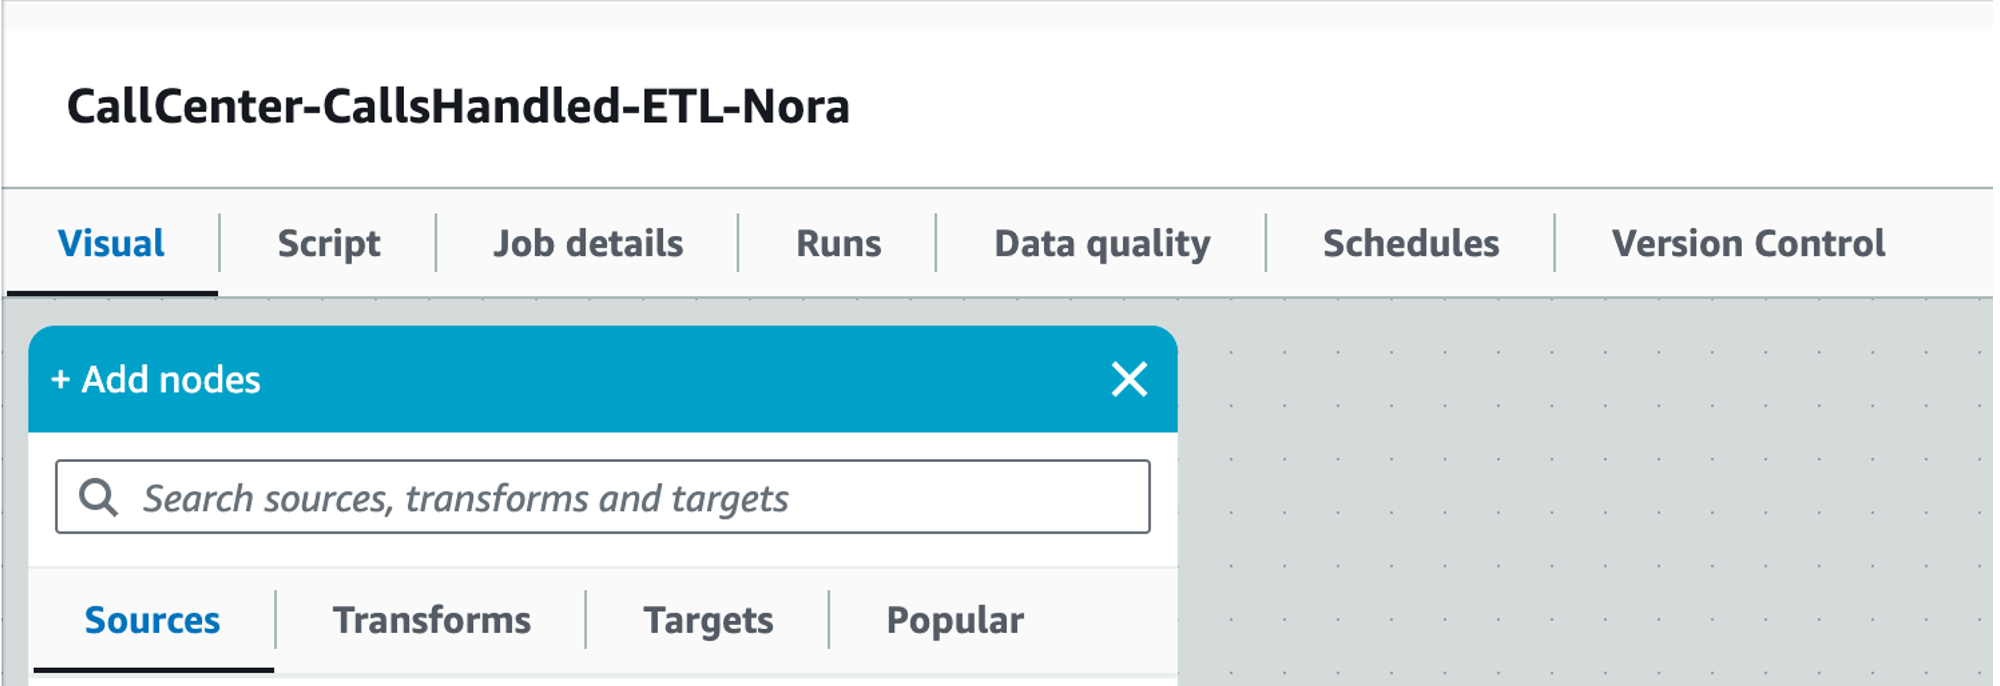 CallCenter-CallsHandled-ETL-Nora
Visual Script Job details Runs Data quality Schedules Version Control
+ Add nodes
Search sources, transforms and targets
Sources Transforms Targets Popular